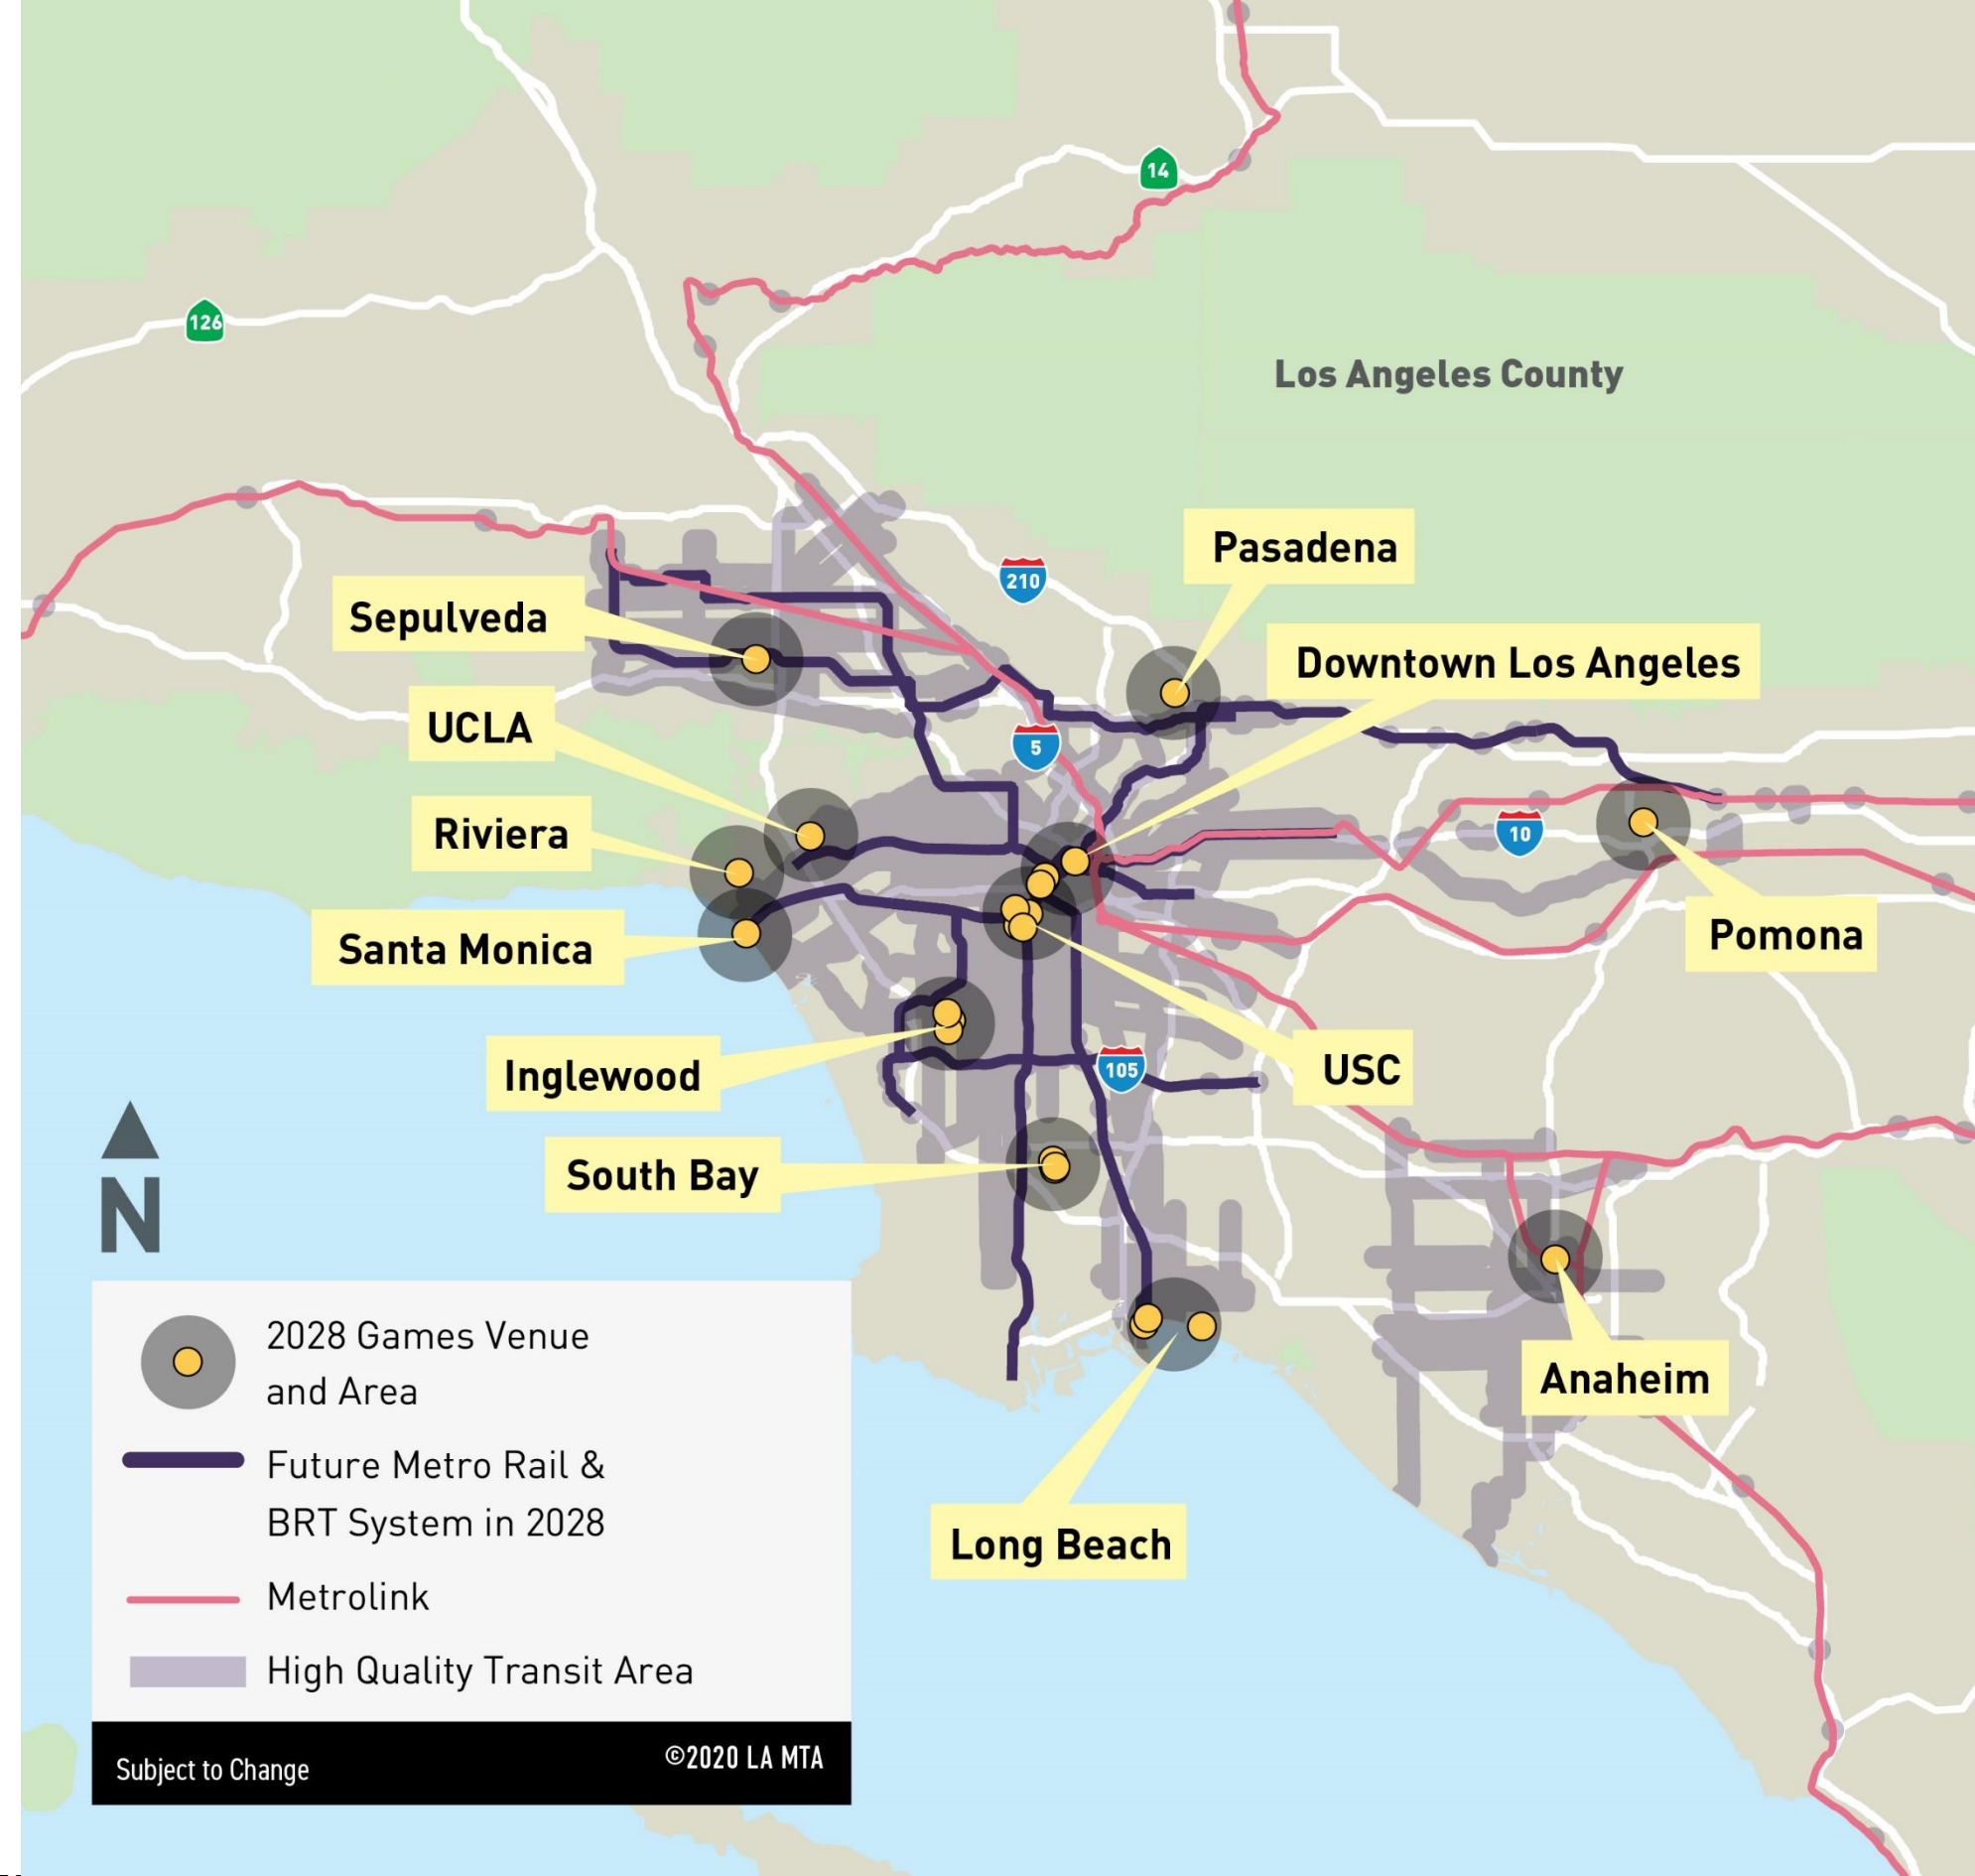 14
126
Los Angeles County
Pasadena
210
Sepulveda
Downtown Los Angeles
UCLA
5
Riviera
10
Santa Monica
Pomona
Inglewood
USC
105
South Bay
N
Anaheim
Long Beach
2028 Games Venue
and Area
Future Metro Rail &
BRT System in 2028
Metrolink
High Quality Transit Area
Subject to Change
©2020 LA MTA